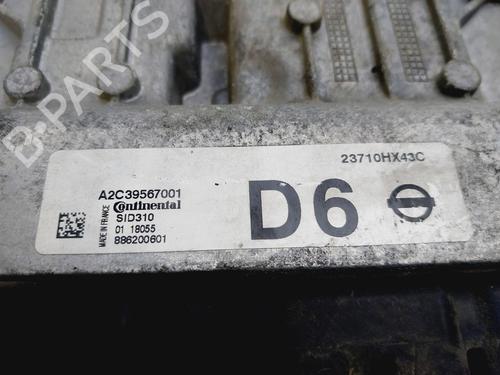 B-PARTS
23710HX43C
A2C39567001
Continental
SID310
01 18055
886200601
MADE IN FRANCE
D6